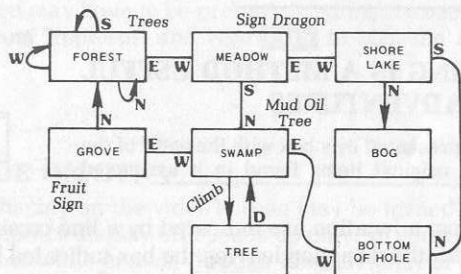 S Trees Sign Dragon
W FOREST E W MEADOW E W SHORE LAKE S
N S
N N Mud Oil Tree N
GROVE E W SWAMP E BOG
Fruit Sign
Climb D
TREE W BOTTOM OF HOLE N